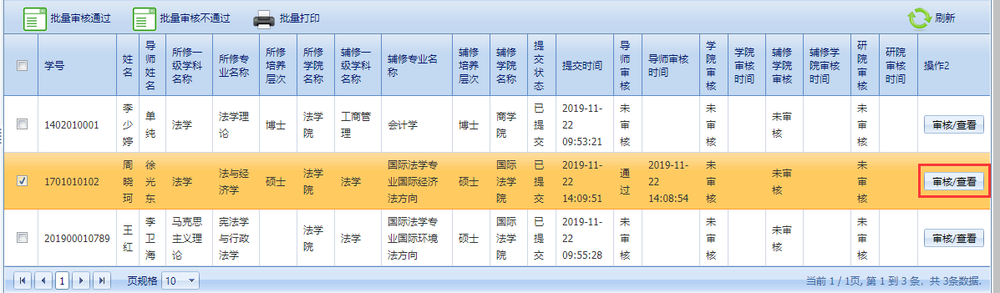 批量审核通过 批量审核不通过 批量打印 刷新
学号 姓名 导师姓名 所修一级学科名称 所修专业名称 所修培养层次 所修学院名称 辅修一级学科名称 辅修专业名称 辅修培养层次 辅修学院名称 提交状态 提交时间 导师审核 导师审核时间 学院审核 学院审核时间 辅修学院审核 辅修学院审核时间 研院审核 研院审核时间 操作2
1402010001 李少婷 单纯 法学 法学理论 博士 法学院 工商管理 会计学 博士 商学院 已提交 2019-11-22 09:53:21 未审核 未审核 未审核 未审核 审核/查看
1701010102 周晓珂 徐光东 法学 法与经济学 硕士 法学院 法学 国际法学专业国际经济法方向 硕士 国际法学院 已提交 2019-11-22 14:09:51 通过 2019-11-22 14:08:54 未审核 未审核 未审核 审核/查看
201900010789 王红 李卫海 马克思主义理论 宪法学与行政法学 法学院 法学 国际法学专业国际环境法方向 硕士 国际法学院 已提交 2019-11-22 09:55:28 未审核 未审核 未审核 未审核 审核/查看
1 页规格 10 当前 1 / 1页, 第 1 到 3 条，共 3条数据.